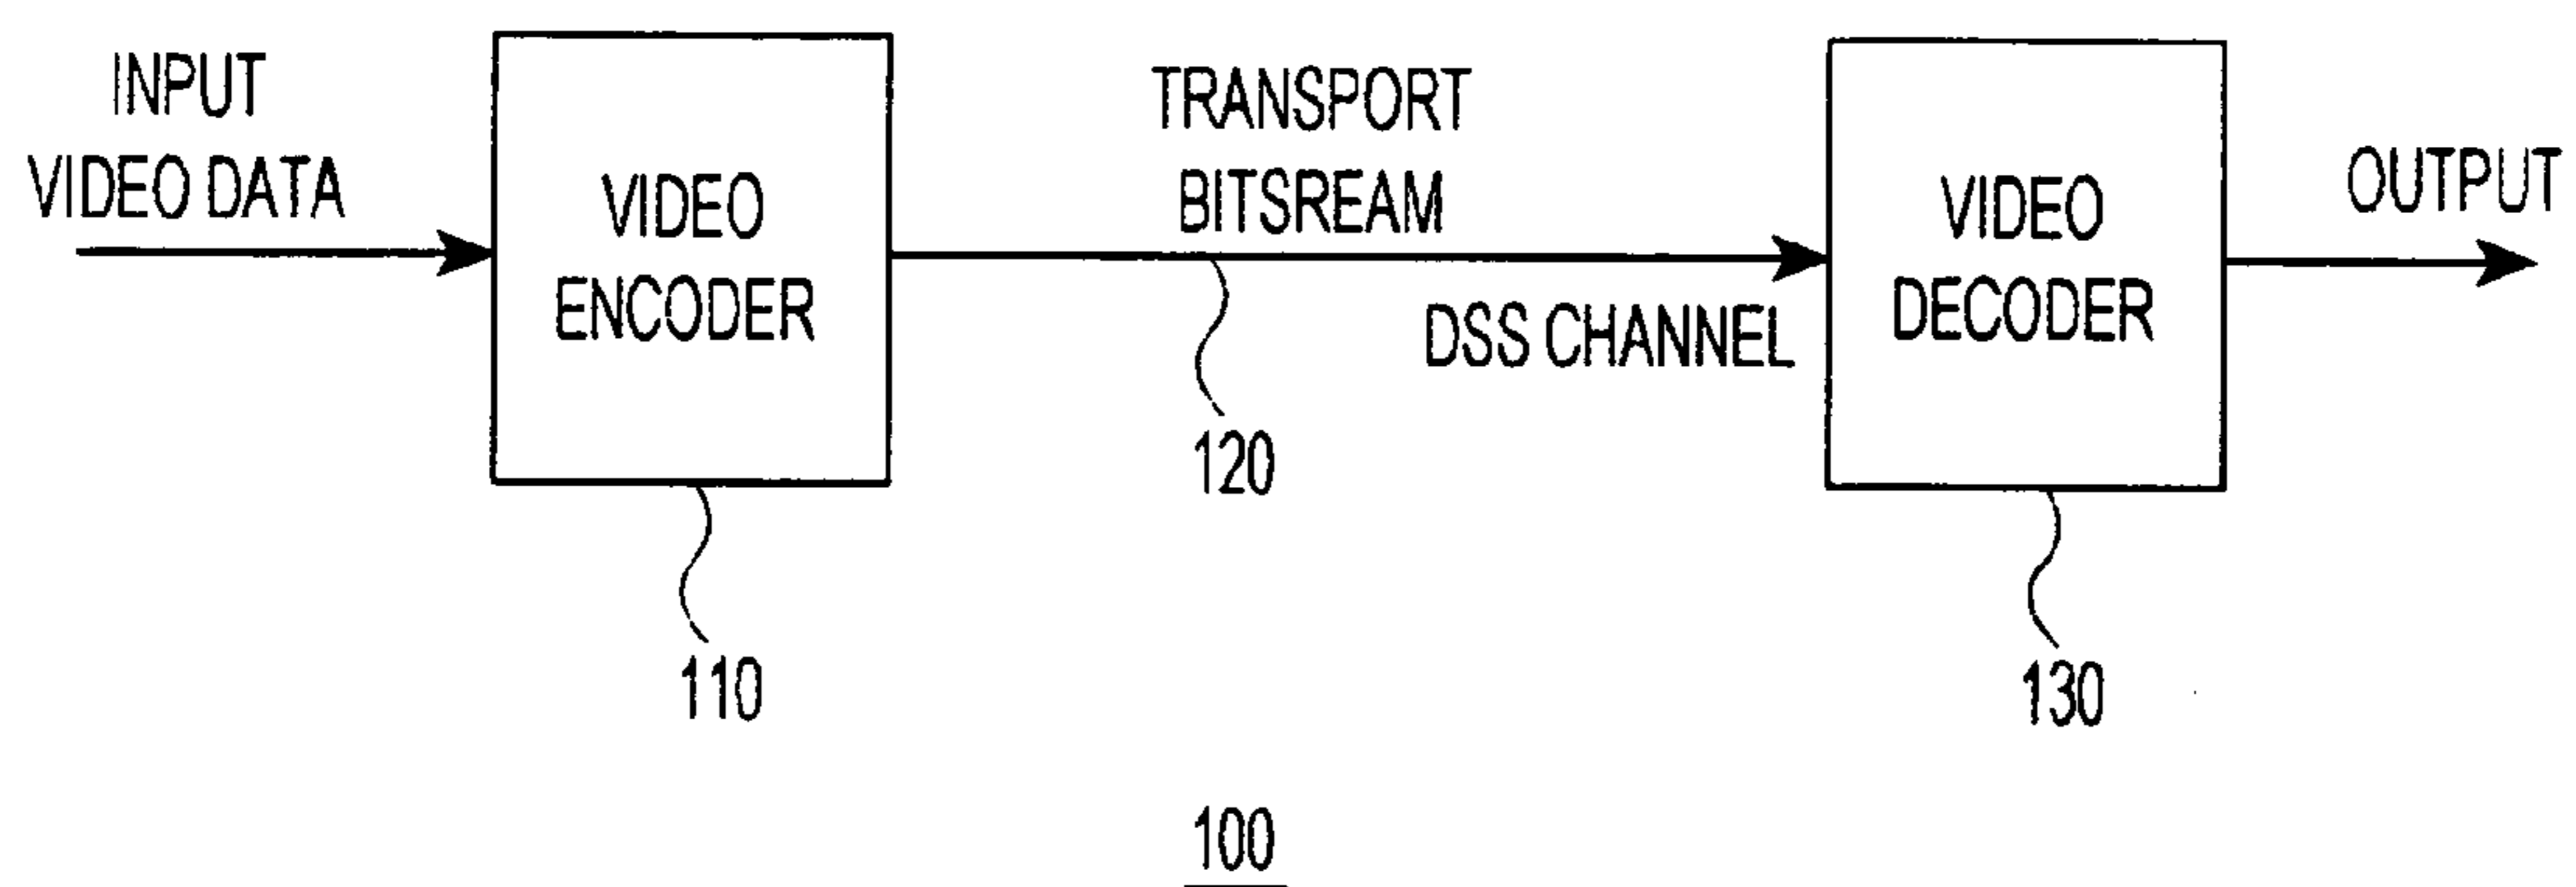 INPUT
VIDEO DATA
VIDEO
ENCODER
TRANSPORT
BITSREAM
DSS CHANNEL
VIDEO
DECODER
OUTPUT
110
120
130
100